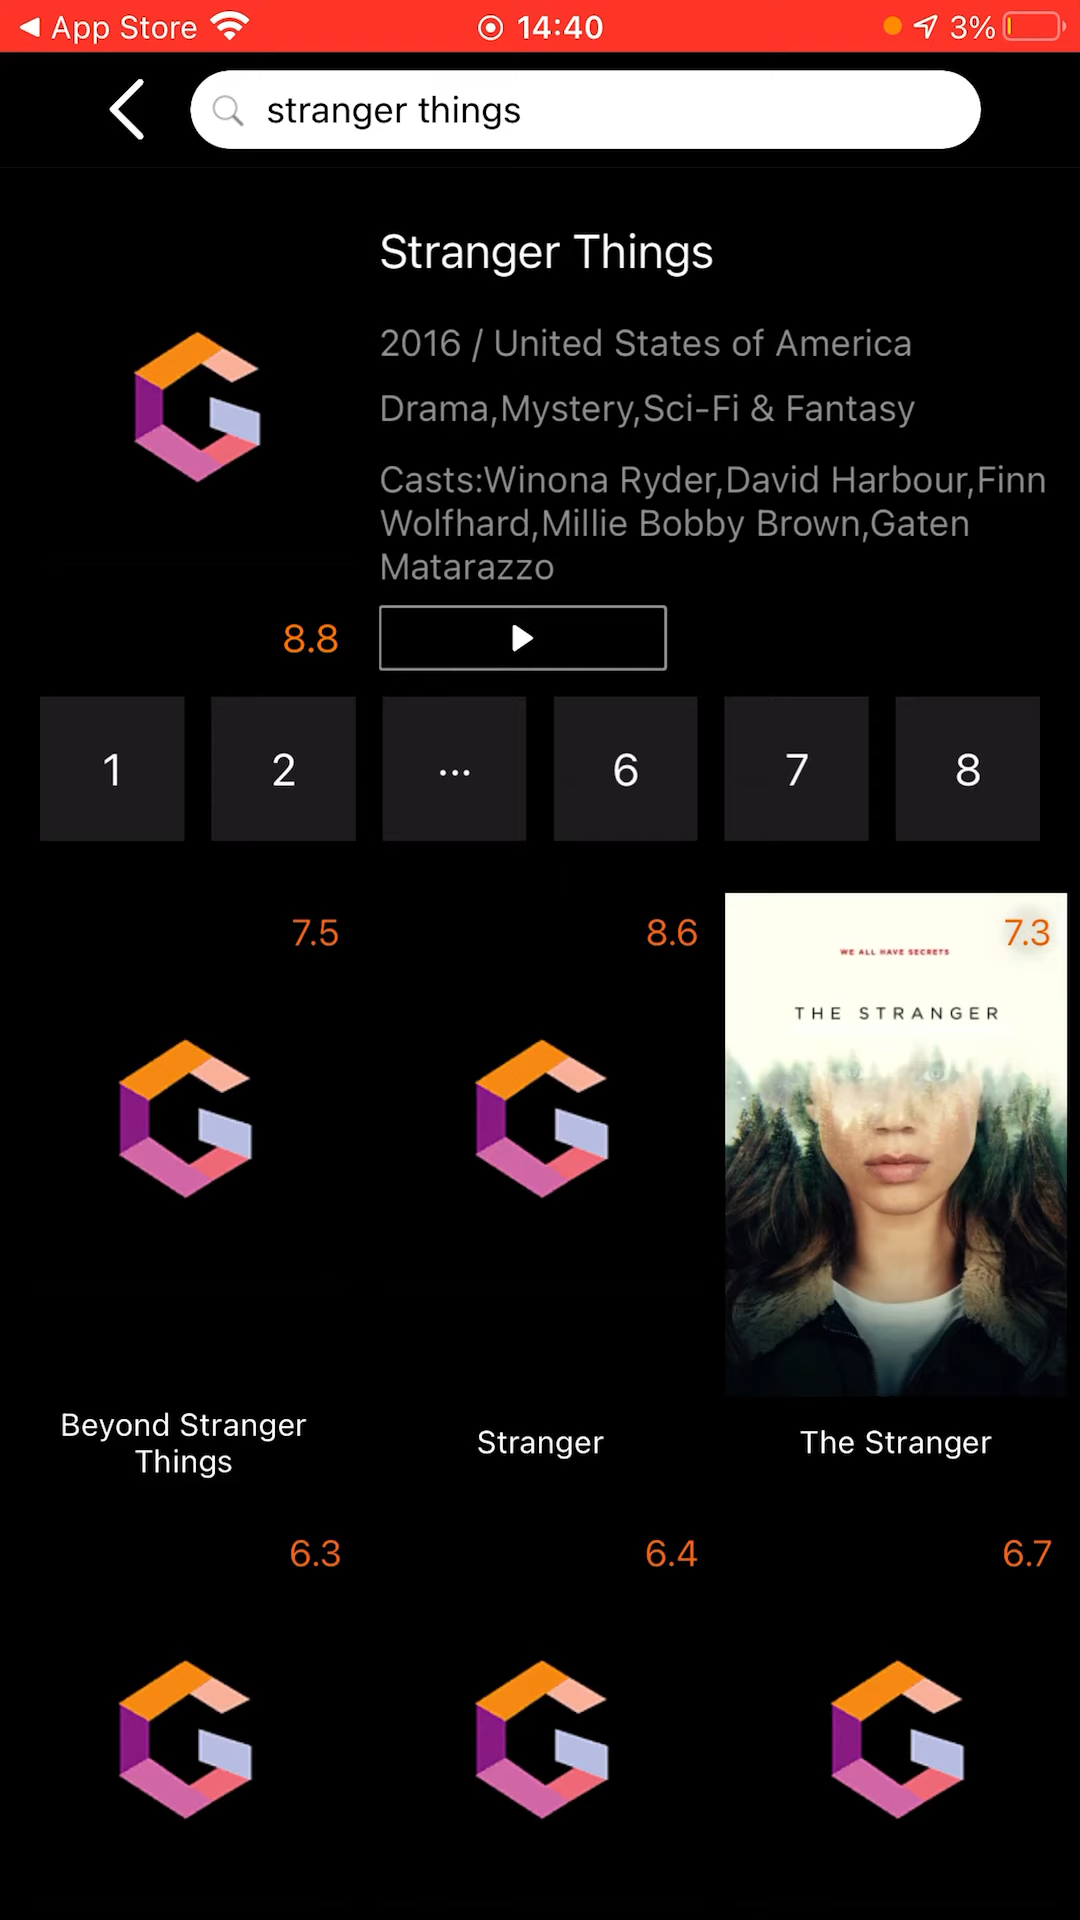 App Store
14:40
3%
stranger things
Stranger Things
2016 / United States of America
Drama,Mystery,Sci-Fi & Fantasy
Casts:Winona Ryder,David Harbour,Finn
Wolfhard,Millie Bobby Brown,Gaten
Matarazzo
8.8
1 2 ... 6 7 8
7.5 8.6 7.3
WE ALL HAVE SECRETS
THE STRANGER
Beyond Stranger
Things
Stranger
The Stranger
6.3 6.4 6.7